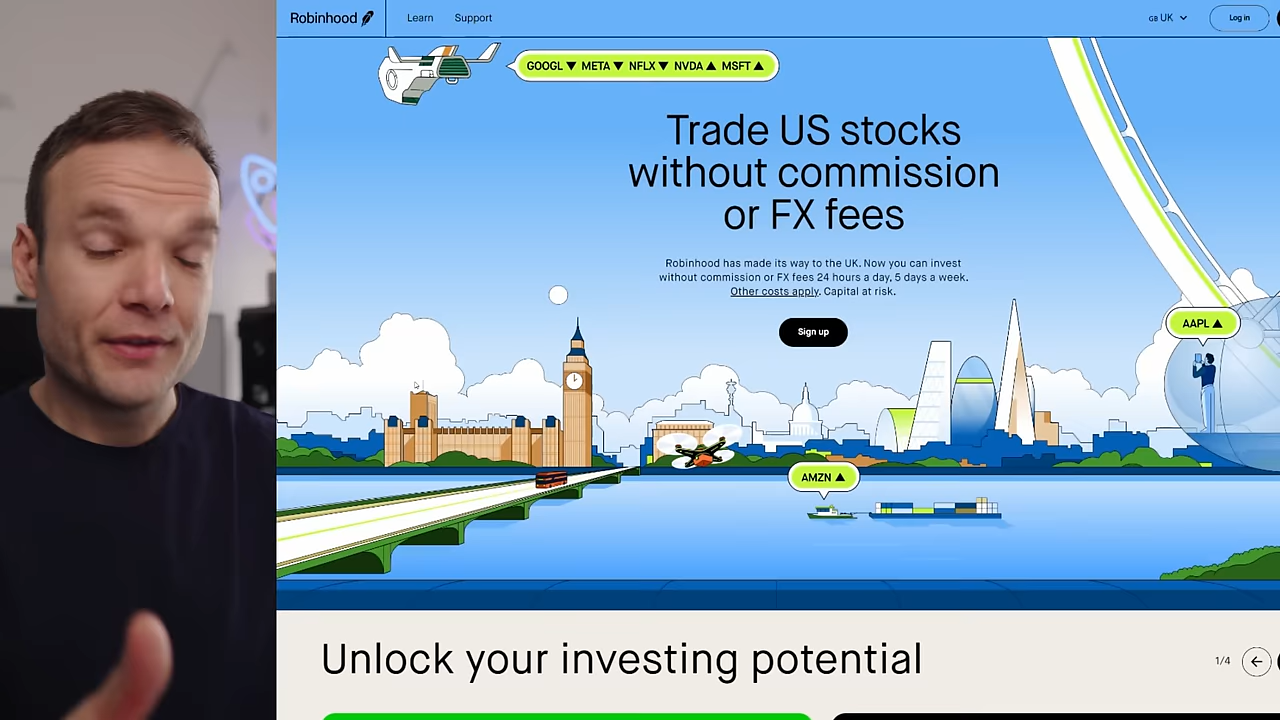 Robinhood
Learn
Support
GB UK
Log in
GOOGL ▼ META ▼ NFLX ▼ NVDA ▲ MSFT ▲
Trade US stocks
without commission
or FX fees
Robinhood has made its way to the UK. Now you can invest
without commission or FX fees 24 hours a day, 5 days a week.
Other costs apply. Capital at risk.
Sign up
AAPL ▲
AMZN ▲
Unlock your investing potential
1/4